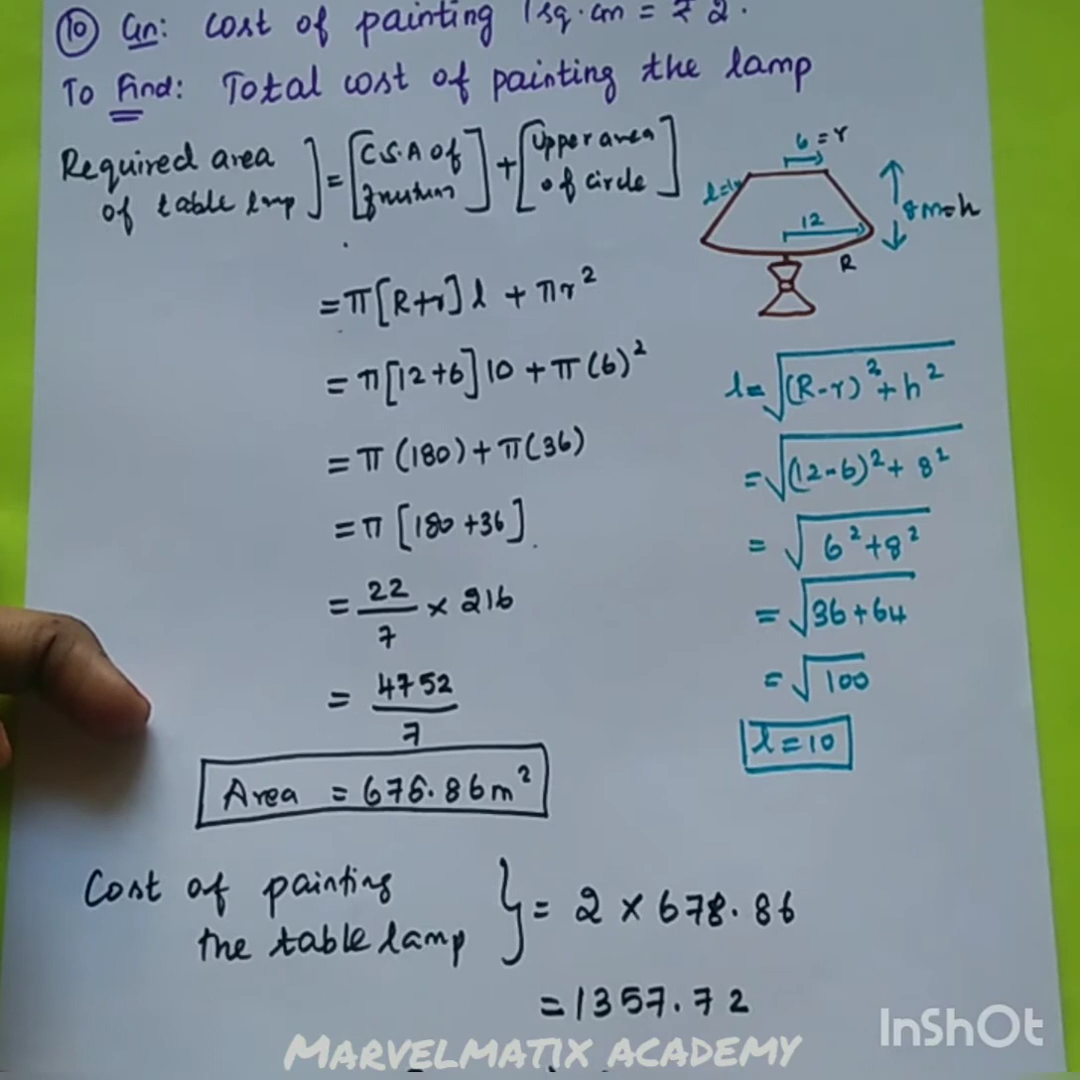 10 Gn: Cost of painting 1 sq.cm = ₹ 2.
To Find: Total cost of painting the lamp
Required area of table lamp ] = [C.S.A of frustum] + [Upper area of circle]
6 = r
l=10
8m=h
12
R
= π[R+r] l + πr²
= π[12+6] 10 + π(6)²
= π (180) + π(36)
= π [180 +36]
= 22/7 × 216
= 4752/7
Area = 676.86m²
l = √(R-r)²+h²
= √(12-6)²+ 8²
= √6²+8²
= √36+64
= √100
l = 10
Cost of painting the table lamp } = 2 × 678.86
= 1357.72
InShOt
MARVELMATIX ACADEMY